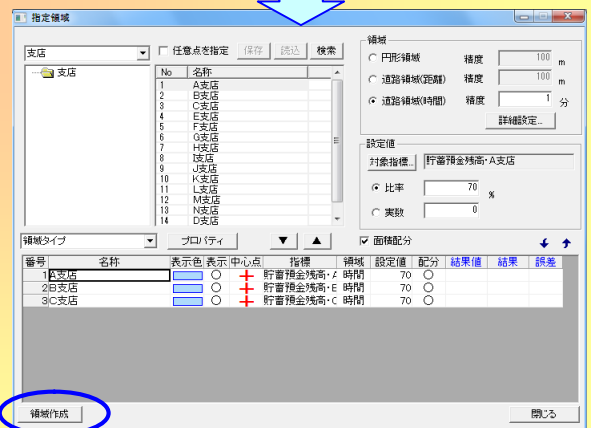 指定領域
支店
任意点を指定 保存 読込 検索
支店
No 名称
1 A支店
2 B支店
3 C支店
4 E支店
5 F支店
6 G支店
7 H支店
8 I支店
9 J支店
10 K支店
11 L支店
12 M支店
13 N支店
14 D支店
領域
円形領域 精度 100 m
道路領域(距離) 精度 100 m
道路領域(時間) 精度 1 分
詳細設定...
設定値
対象指標... 貯蓄預金残高・A支店
比率 70 %
実数 0
領域タイプ プロパティ ▼ ▲ 面積配分
番号 名称 表示色 表示 中心点 指標 領域 設定値 配分 結果値 結果 誤差
1 A支店 貯蓄預金残高・A 時間 70 ○
2 B支店 貯蓄預金残高・E 時間 70 ○
3 C支店 貯蓄預金残高・C 時間 70 ○
領域作成 閉じる